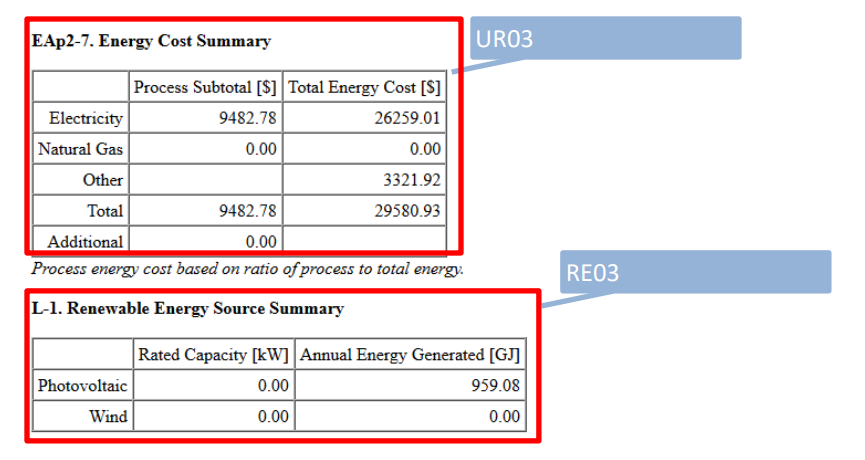 EAp2-7. Energy Cost Summary
UR03
Process Subtotal [$] Total Energy Cost [$]
Electricity 9482.78 26259.01
Natural Gas 0.00 0.00
Other 3321.92
Total 9482.78 29580.93
Additional 0.00
Process energy cost based on ratio of process to total energy.
RE03
L-1. Renewable Energy Source Summary
Rated Capacity [kW] Annual Energy Generated [GJ]
Photovoltaic 0.00 959.08
Wind 0.00 0.00